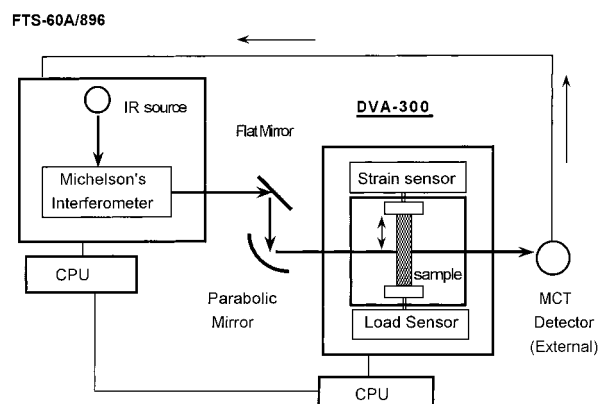 FTS-60A/896
IR source
DVA-300
Flat Mirror
Michelson's
Interferometer
Strain sensor
sample
CPU
Parabolic
Mirror
Load Sensor
MCT
Detector
(External)
CPU